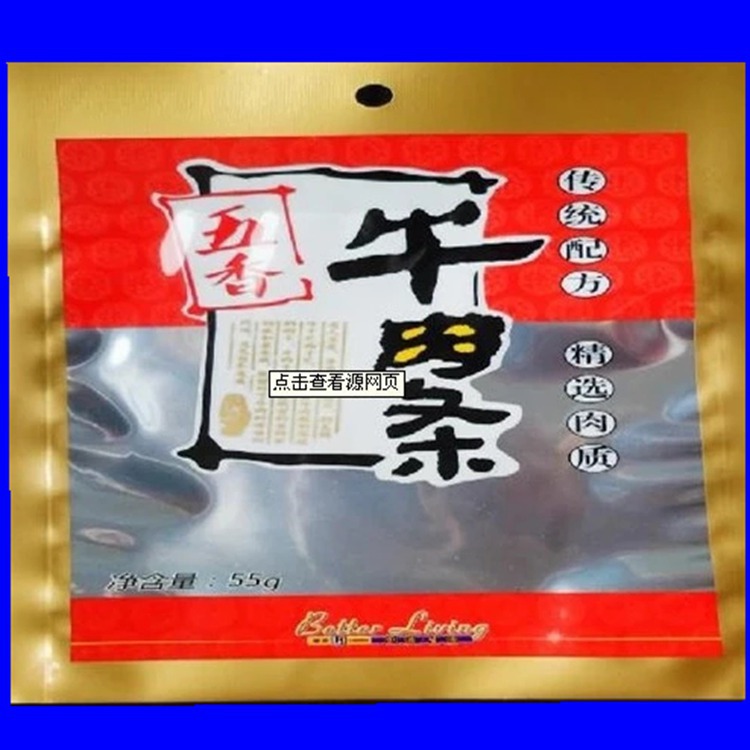 五香
牛肉条
传统配方
精选肉质
点击查看源网页
净含量：55g
Better Living